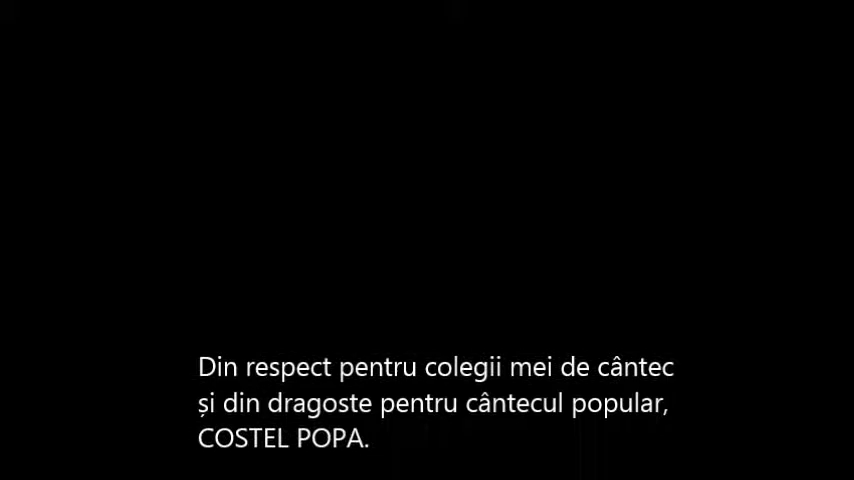 Din respect pentru colegii mei de cântec
și din dragoste pentru cântecul popular,
COSTEL POPA.